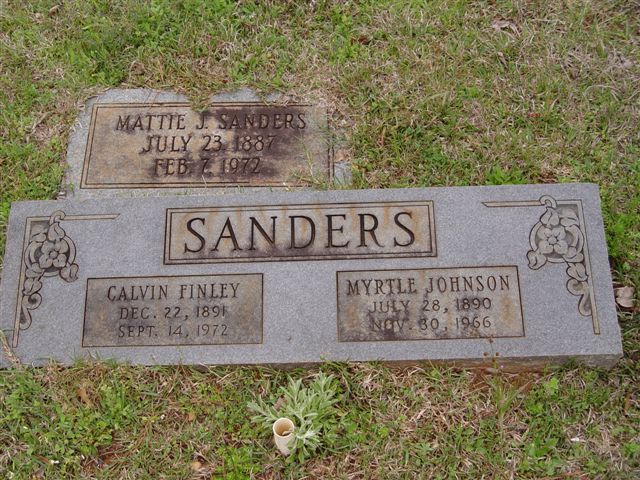 MATTIE J. SANDERS
JULY 23, 1887
FEB. 7, 1972
SANDERS
CALVIN FINLEY
DEC. 22, 1891
SEPT. 14, 1972
MYRTLE JOHNSON
JULY 28, 1890
NOV. 30, 1966